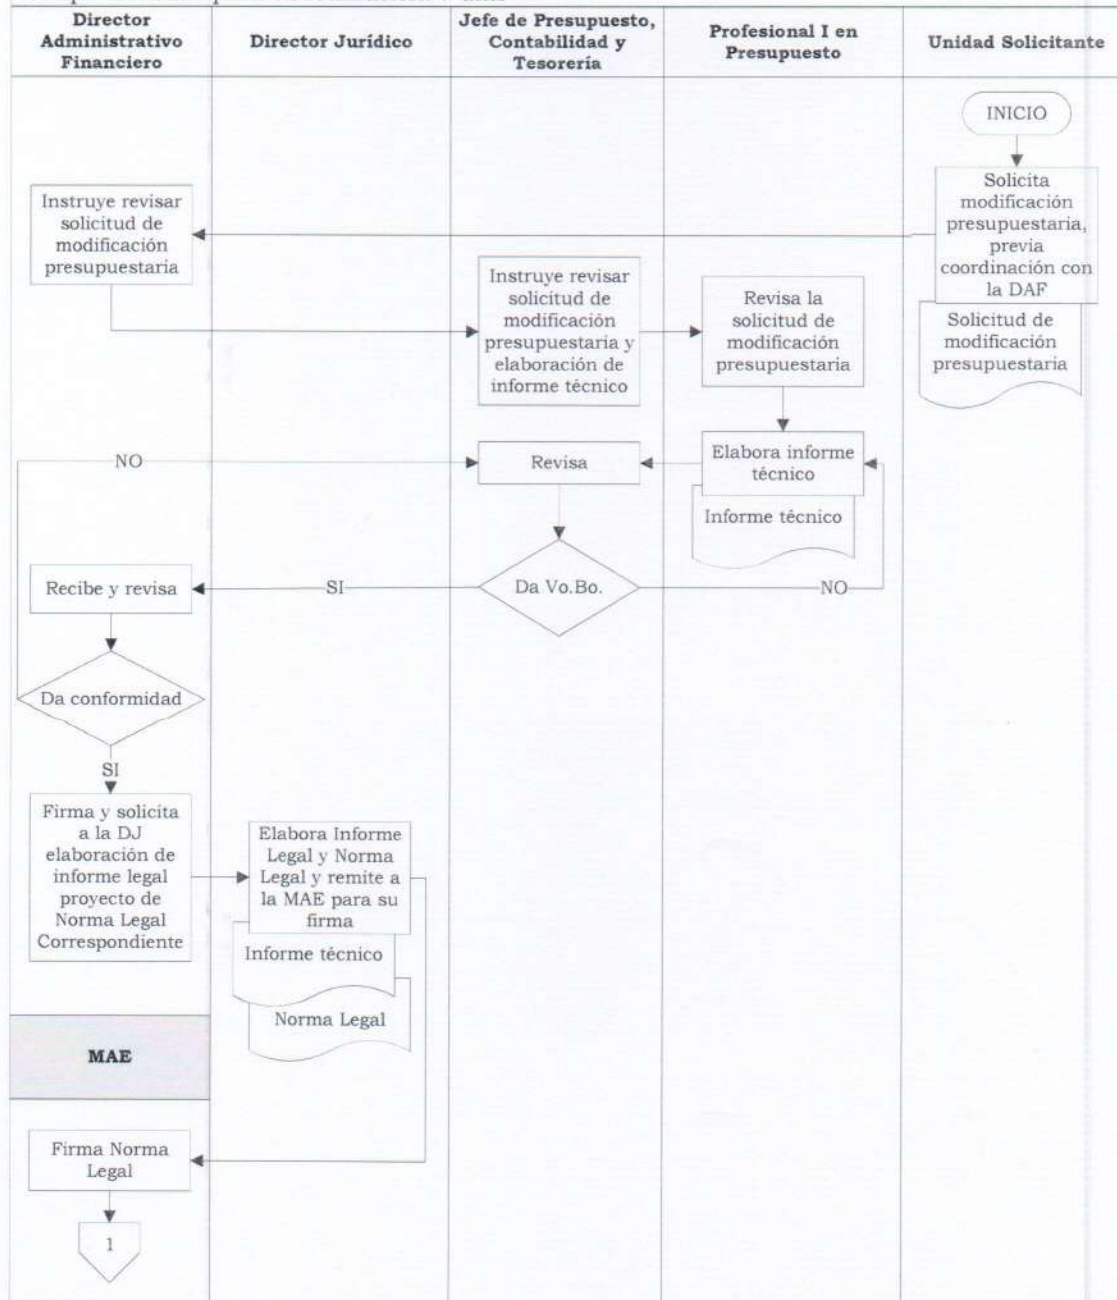 Director
Administrativo
Financiero
Director Jurídico
Jefe de Presupuesto,
Contabilidad y
Tesorería
Profesional I en
Presupuesto
Unidad Solicitante
INICIO
Solicita
modificación
presupuestaria,
previa
coordinación con
la DAF
Solicitud de
modificación
presupuestaria
Instruye revisar
solicitud de
modificación
presupuestaria
Instruye revisar
solicitud de
modificación
presupuestaria y
elaboración de
informe técnico
Revisa la
solicitud de
modificación
presupuestaria
Elabora informe
técnico
Informe técnico
Revisa
NO
Da Vo.Bo.
NO
SI
Recibe y revisa
Da conformidad
SI
Firma y solicita
a la DJ
elaboración de
informe legal
proyecto de
Norma Legal
Correspondiente
Elabora Informe
Legal y Norma
Legal y remite a
la MAE para su
firma
Informe técnico
Norma Legal
MAE
Firma Norma
Legal
1